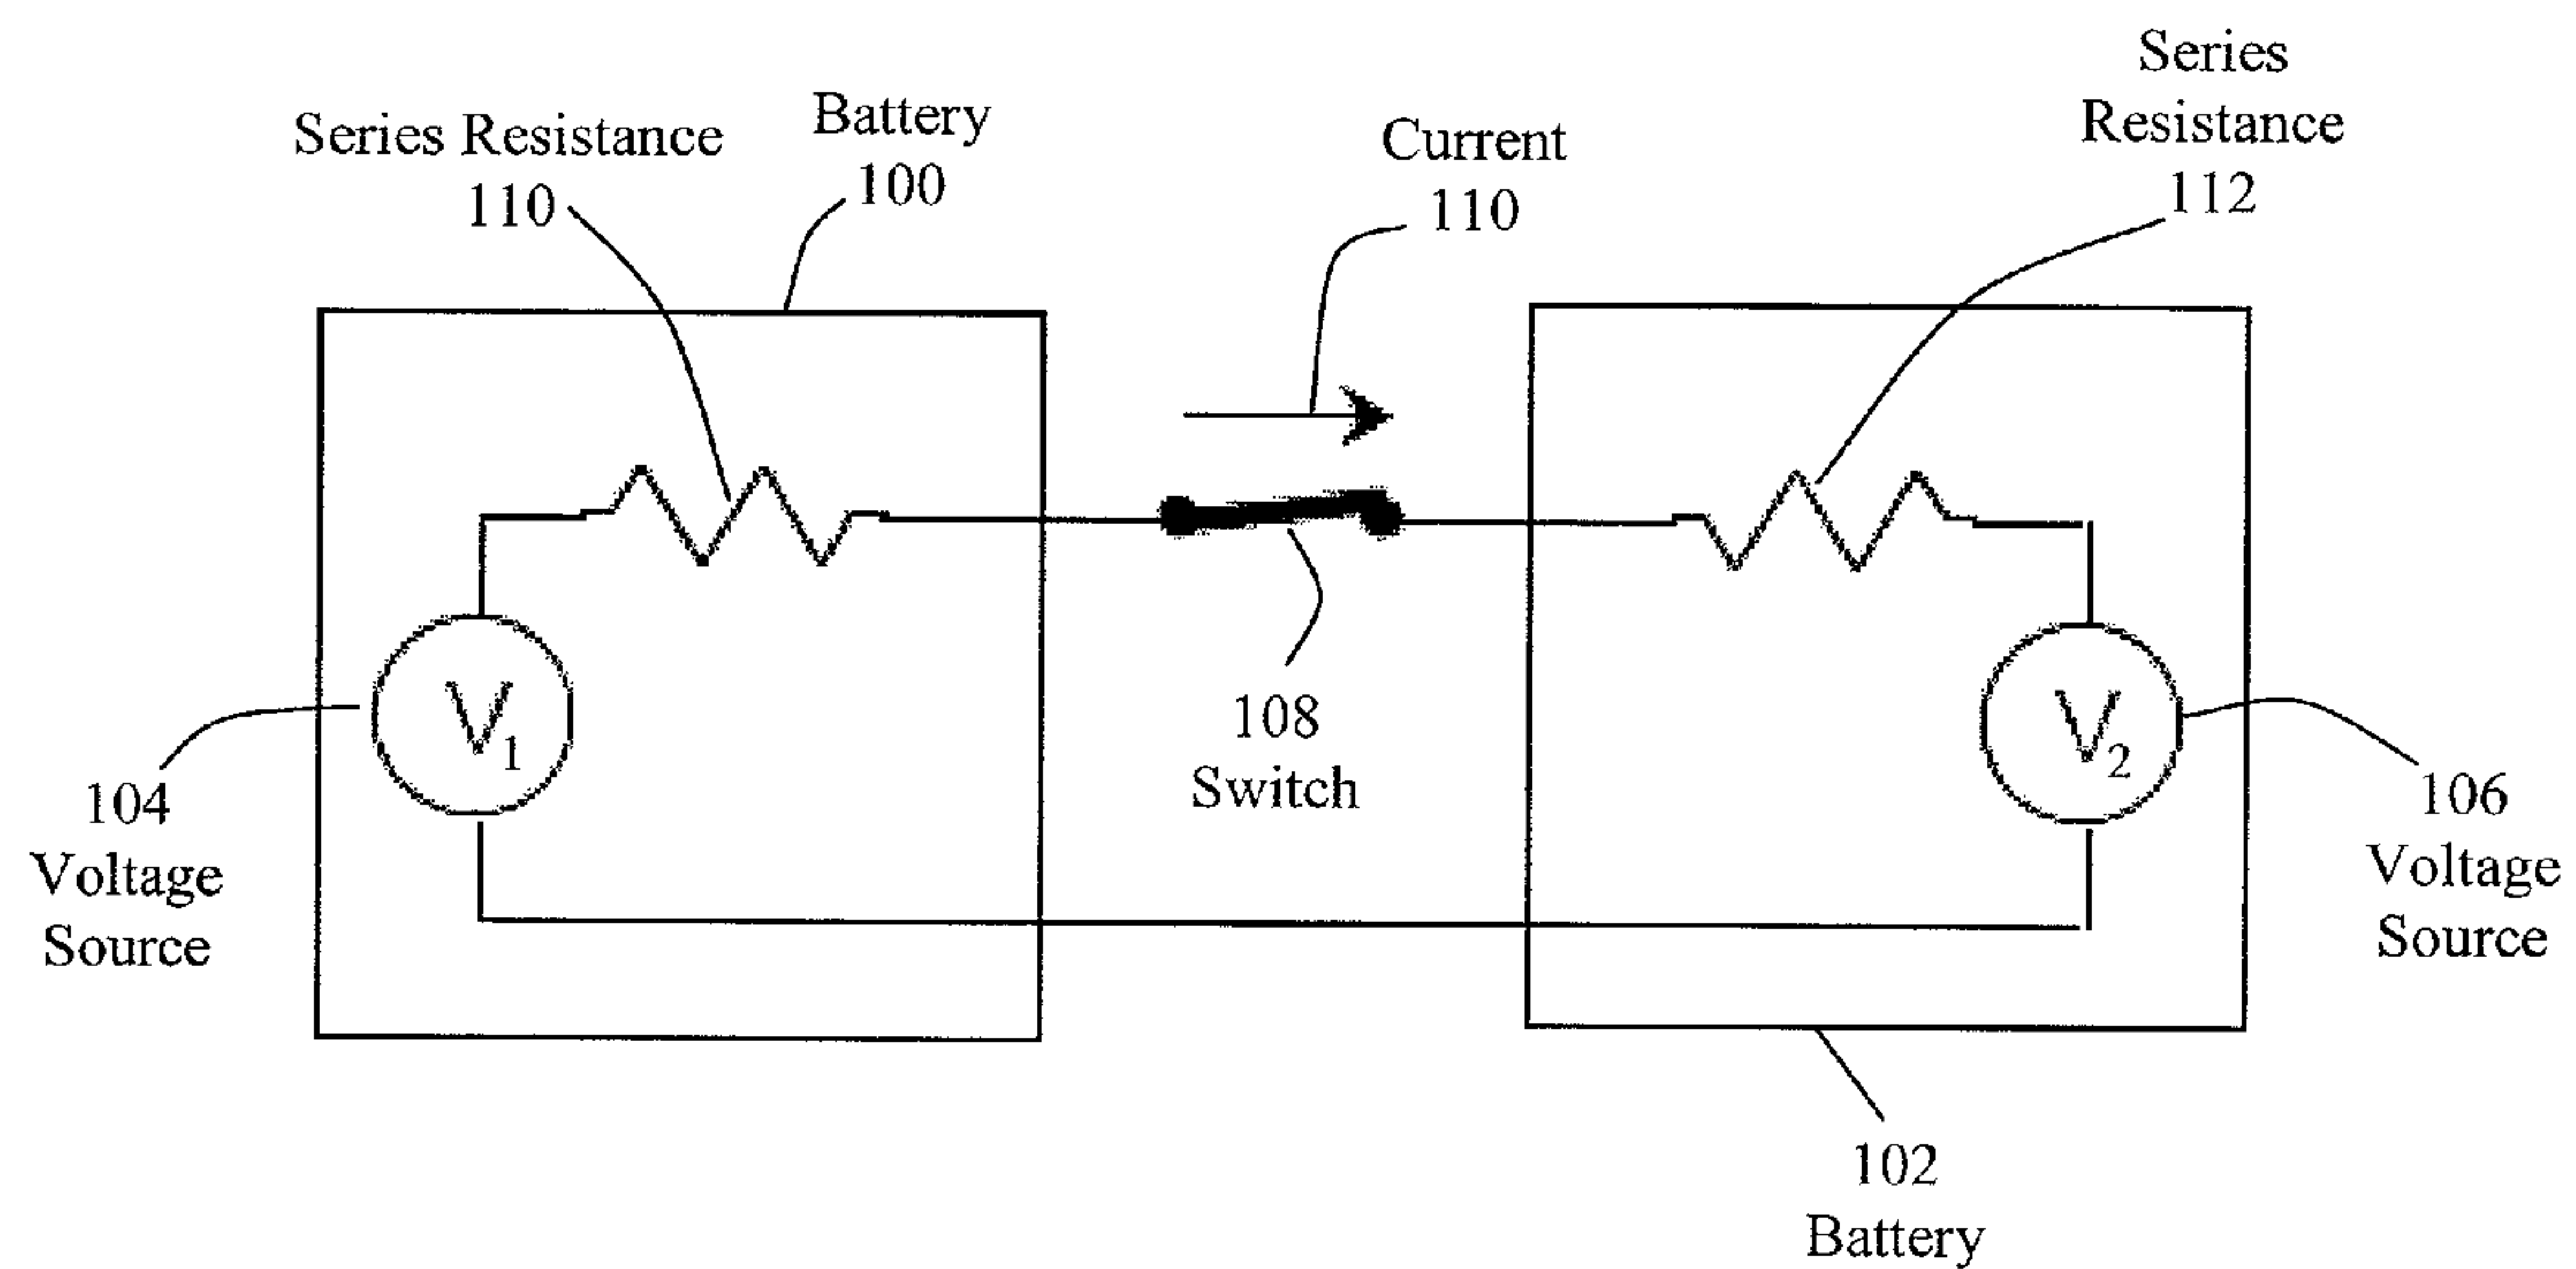 Series Resistance
110
Battery
100
Current
110
Series
Resistance
112
V1
104
Voltage
Source
108
Switch
V2
106
Voltage
Source
102
Battery